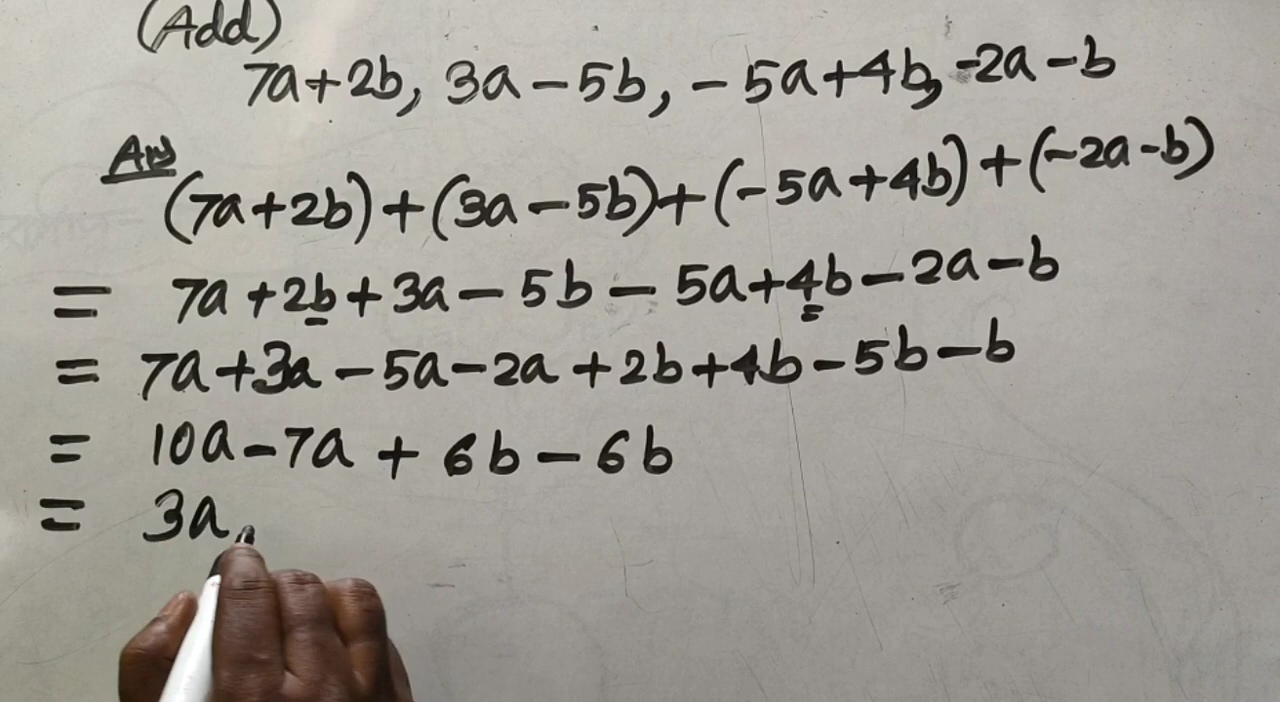 (Add)
7a+2b, 3a-5b, -5a+4b, -2a-b
Ans
(7a+2b)+(3a-5b)+(-5a+4b)+(-2a-b)
= 7a+2b+3a-5b-5a+4b-2a-b
= 7a+3a-5a-2a+2b+4b-5b-b
= 10a-7a+6b-6b
= 3a